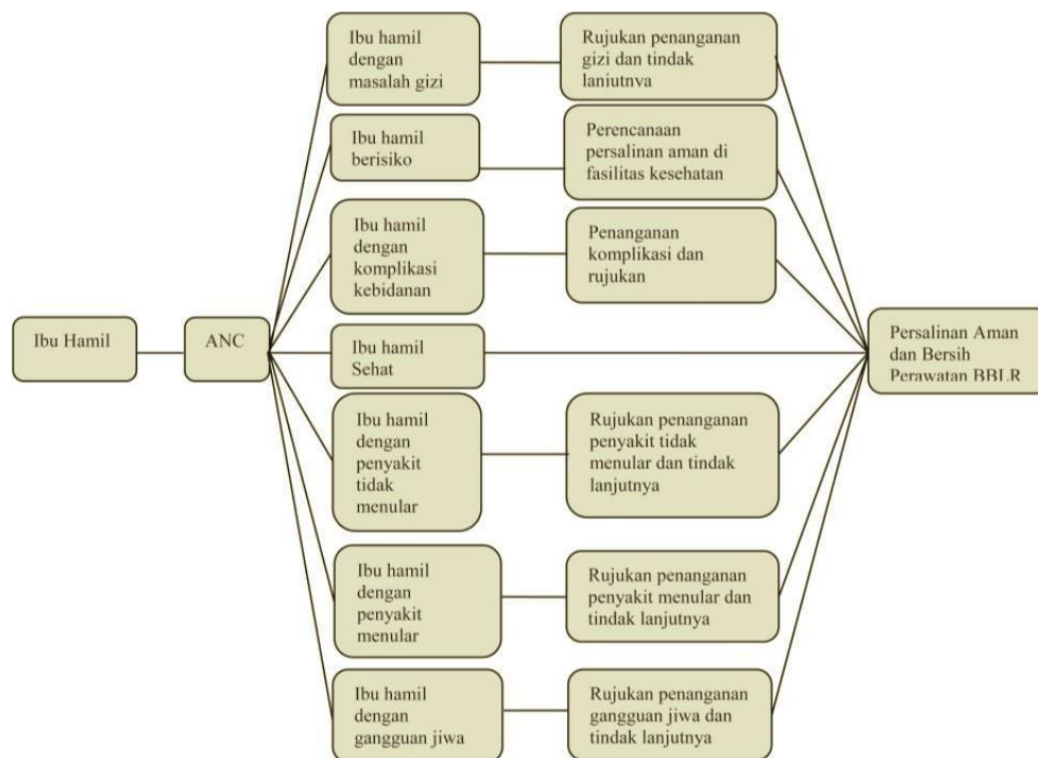 Ibu hamil
dengan
masalah gizi
Rujukan penanganan
gizi dan tindak
lanjutnya
Ibu hamil
berisiko
Perencanaan
persalinan aman di
fasilitas kesehatan
Ibu hamil
dengan
komplikasi
kebidanan
Penanganan
komplikasi dan
rujukan
Ibu Hamil
ANC
Ibu hamil
Sehat
Persalinan Aman
dan Bersih
Perawatan BBLR
Ibu hamil
dengan
penyakit
tidak
menular
Rujukan penanganan
penyakit tidak
menular dan tindak
lanjutnya
Ibu hamil
dengan
penyakit
menular
Rujukan penanganan
penyakit menular dan
tindak lanjutnya
Ibu hamil
dengan
gangguan jiwa
Rujukan penanganan
gangguan jiwa dan
tindak lanjutnya